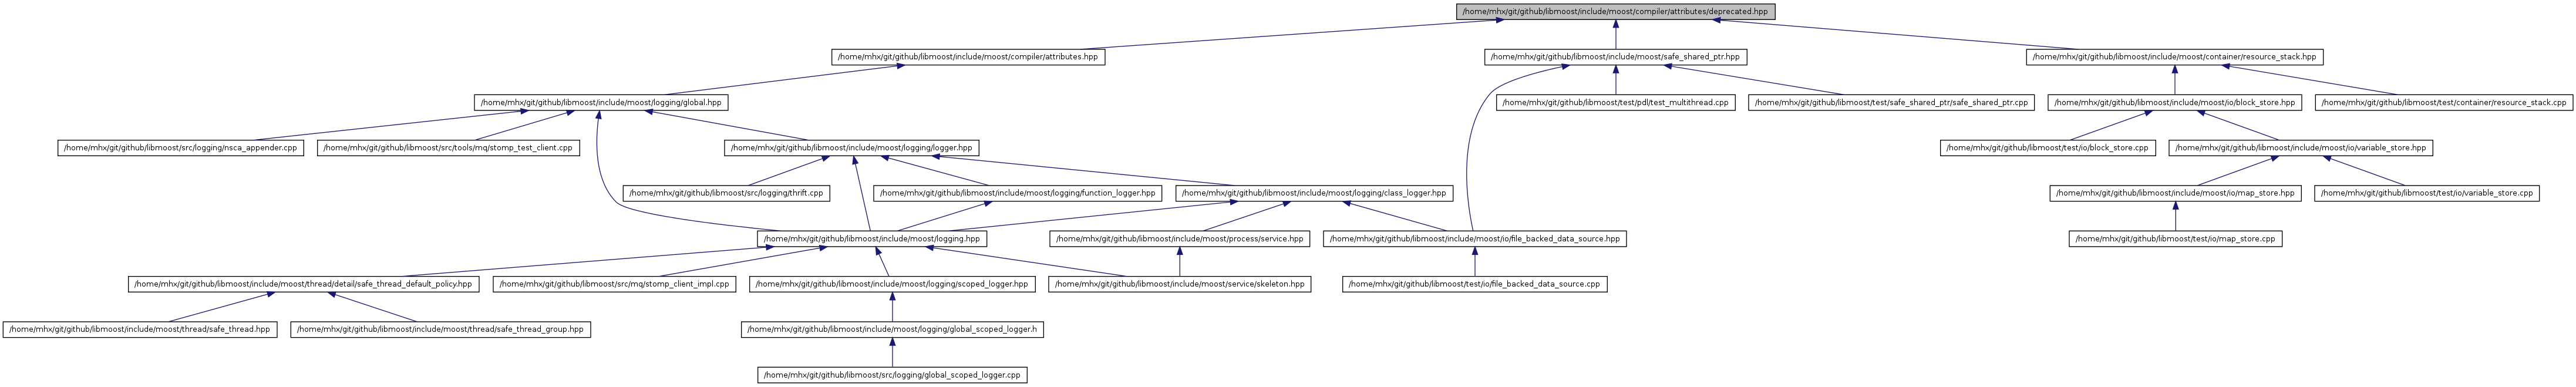 /home/mhx/git/github/libmoost/include/moost/compiler/attributes/deprecated.hpp
/home/mhx/git/github/libmoost/include/moost/compiler/attributes.hpp
/home/mhx/git/github/libmoost/include/moost/safe_shared_ptr.hpp
/home/mhx/git/github/libmoost/include/moost/container/resource_stack.hpp
/home/mhx/git/github/libmoost/include/moost/logging/global.hpp
/home/mhx/git/github/libmoost/test/pdl/test_multithread.cpp
/home/mhx/git/github/libmoost/test/safe_shared_ptr/safe_shared_ptr.cpp
/home/mhx/git/github/libmoost/include/moost/io/block_store.hpp
/home/mhx/git/github/libmoost/test/container/resource_stack.cpp
/home/mhx/git/github/libmoost/src/logging/nsca_appender.cpp
/home/mhx/git/github/libmoost/src/tools/mq/stomp_test_client.cpp
/home/mhx/git/github/libmoost/include/moost/logging/logger.hpp
/home/mhx/git/github/libmoost/test/io/block_store.cpp
/home/mhx/git/github/libmoost/include/moost/io/variable_store.hpp
/home/mhx/git/github/libmoost/src/logging/thrift.cpp
/home/mhx/git/github/libmoost/include/moost/logging/function_logger.hpp
/home/mhx/git/github/libmoost/include/moost/logging/class_logger.hpp
/home/mhx/git/github/libmoost/include/moost/io/map_store.hpp
/home/mhx/git/github/libmoost/test/io/variable_store.cpp
/home/mhx/git/github/libmoost/include/moost/logging.hpp
/home/mhx/git/github/libmoost/include/moost/process/service.hpp
/home/mhx/git/github/libmoost/include/moost/io/file_backed_data_source.hpp
/home/mhx/git/github/libmoost/test/io/map_store.cpp
/home/mhx/git/github/libmoost/include/moost/thread/detail/safe_thread_default_policy.hpp
/home/mhx/git/github/libmoost/src/mq/stomp_client_impl.cpp
/home/mhx/git/github/libmoost/include/moost/logging/scoped_logger.hpp
/home/mhx/git/github/libmoost/include/moost/service/skeleton.hpp
/home/mhx/git/github/libmoost/test/io/file_backed_data_source.cpp
/home/mhx/git/github/libmoost/include/moost/thread/safe_thread.hpp
/home/mhx/git/github/libmoost/include/moost/thread/safe_thread_group.hpp
/home/mhx/git/github/libmoost/include/moost/logging/global_scoped_logger.h
/home/mhx/git/github/libmoost/src/logging/global_scoped_logger.cpp